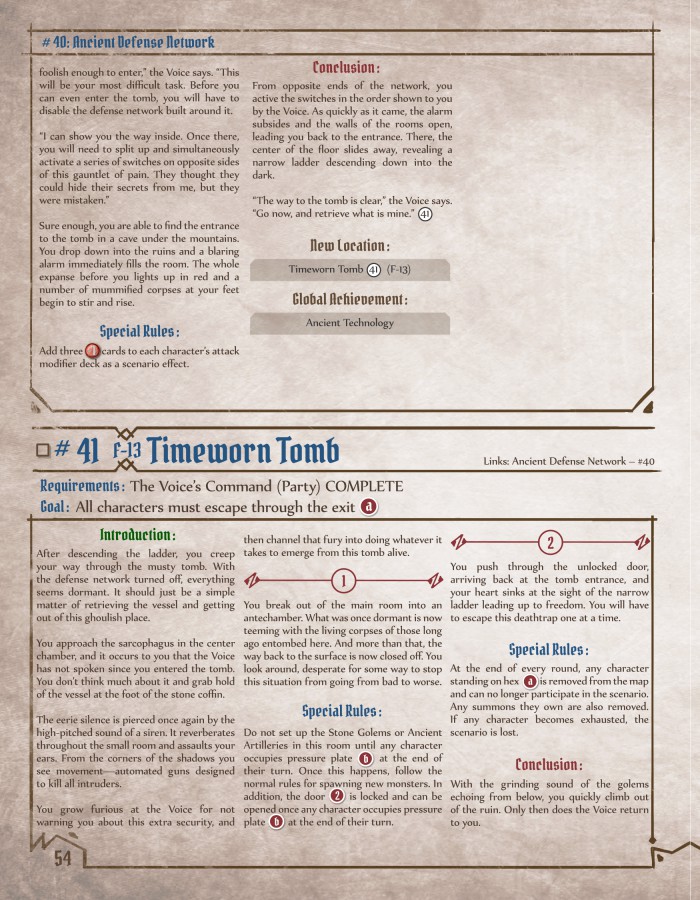 # 40: Ancient Defense Network
foolish enough to enter,” the Voice says. “This
will be your most difficult task. Before you
can even enter the tomb, you will have to
disable the defense network built around it.
“I can show you the way inside. Once there,
you will need to split up and simultaneously
activate a series of switches on opposite sides
of this gauntlet of pain. They thought they
could hide their secrets from me, but they
were mistaken.”
Sure enough, you are able to find the entrance
to the tomb in a cave under the mountains.
You drop down into the ruins and a blaring
alarm immediately fills the room. The whole
expanse before you lights up in red and a
number of mummified corpses at your feet
begin to stir and rise.
Special Rules:
Add three cards to each character’s attack
modifier deck as a scenario effect.
Conclusion:
From opposite ends of the network, you
active the switches in the order shown to you
by the Voice. As quickly as it came, the alarm
subsides and the walls of the rooms open,
leading you back to the entrance. There, the
center of the floor slides away, revealing a
narrow ladder descending down into the
dark.
“The way to the tomb is clear,” the Voice says.
“Go now, and retrieve what is mine.” 41
New Location:
Timeworn Tomb 41 (F-13)
Global Achievement:
Ancient Technology
# 41 F-13 Timeworn Tomb
Links: Ancient Defense Network – #40
Requirements: The Voice’s Command (Party) COMPLETE
Goal: All characters must escape through the exit a
Introduction:
After descending the ladder, you creep
your way through the musty tomb. With
the defense network turned off, everything
seems dormant. It should just be a simple
matter of retrieving the vessel and getting
out of this ghoulish place.
You approach the sarcophagus in the center
chamber, and it occurs to you that the Voice
has not spoken since you entered the tomb.
You don’t think much about it and grab hold
of the vessel at the foot of the stone coffin.
The eerie silence is pierced once again by the
high-pitched sound of a siren. It reverberates
throughout the small room and assaults your
ears. From the corners of the shadows you
see movement—automated guns designed
to kill all intruders.
You grow furious at the Voice for not
warning you about this extra security, and
then channel that fury into doing whatever it
takes to emerge from this tomb alive.
1
You break out of the main room into an
antechamber. What was once dormant is now
teeming with the living corpses of those long
ago entombed here. And more than that, the
way back to the surface is now closed off. You
look around, desperate for some way to stop
this situation from going from bad to worse.
Special Rules:
Do not set up the Stone Golems or Ancient
Artilleries in this room until any character
occupies pressure plate b at the end of
their turn. Once this happens, follow the
normal rules for spawning new monsters. In
addition, the door 2 is locked and can be
opened once any character occupies pressure
plate b at the end of their turn.
2
You push through the unlocked door,
arriving back at the tomb entrance, and
your heart sinks at the sight of the narrow
ladder leading up to freedom. You will have
to escape this deathtrap one at a time.
Special Rules:
At the end of every round, any character
standing on hex a is removed from the map
and can no longer participate in the scenario.
Any summons they own are also removed.
If any character becomes exhausted, the
scenario is lost.
Conclusion:
With the grinding sound of the golems
echoing from below, you quickly climb out
of the ruin. Only then does the Voice return
to you.
54